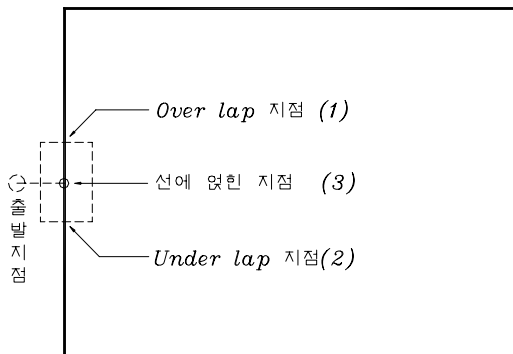 Over lap 지점 (1)
선에 얹힌 지점 (3)
출발지점
Under lap 지점(2)